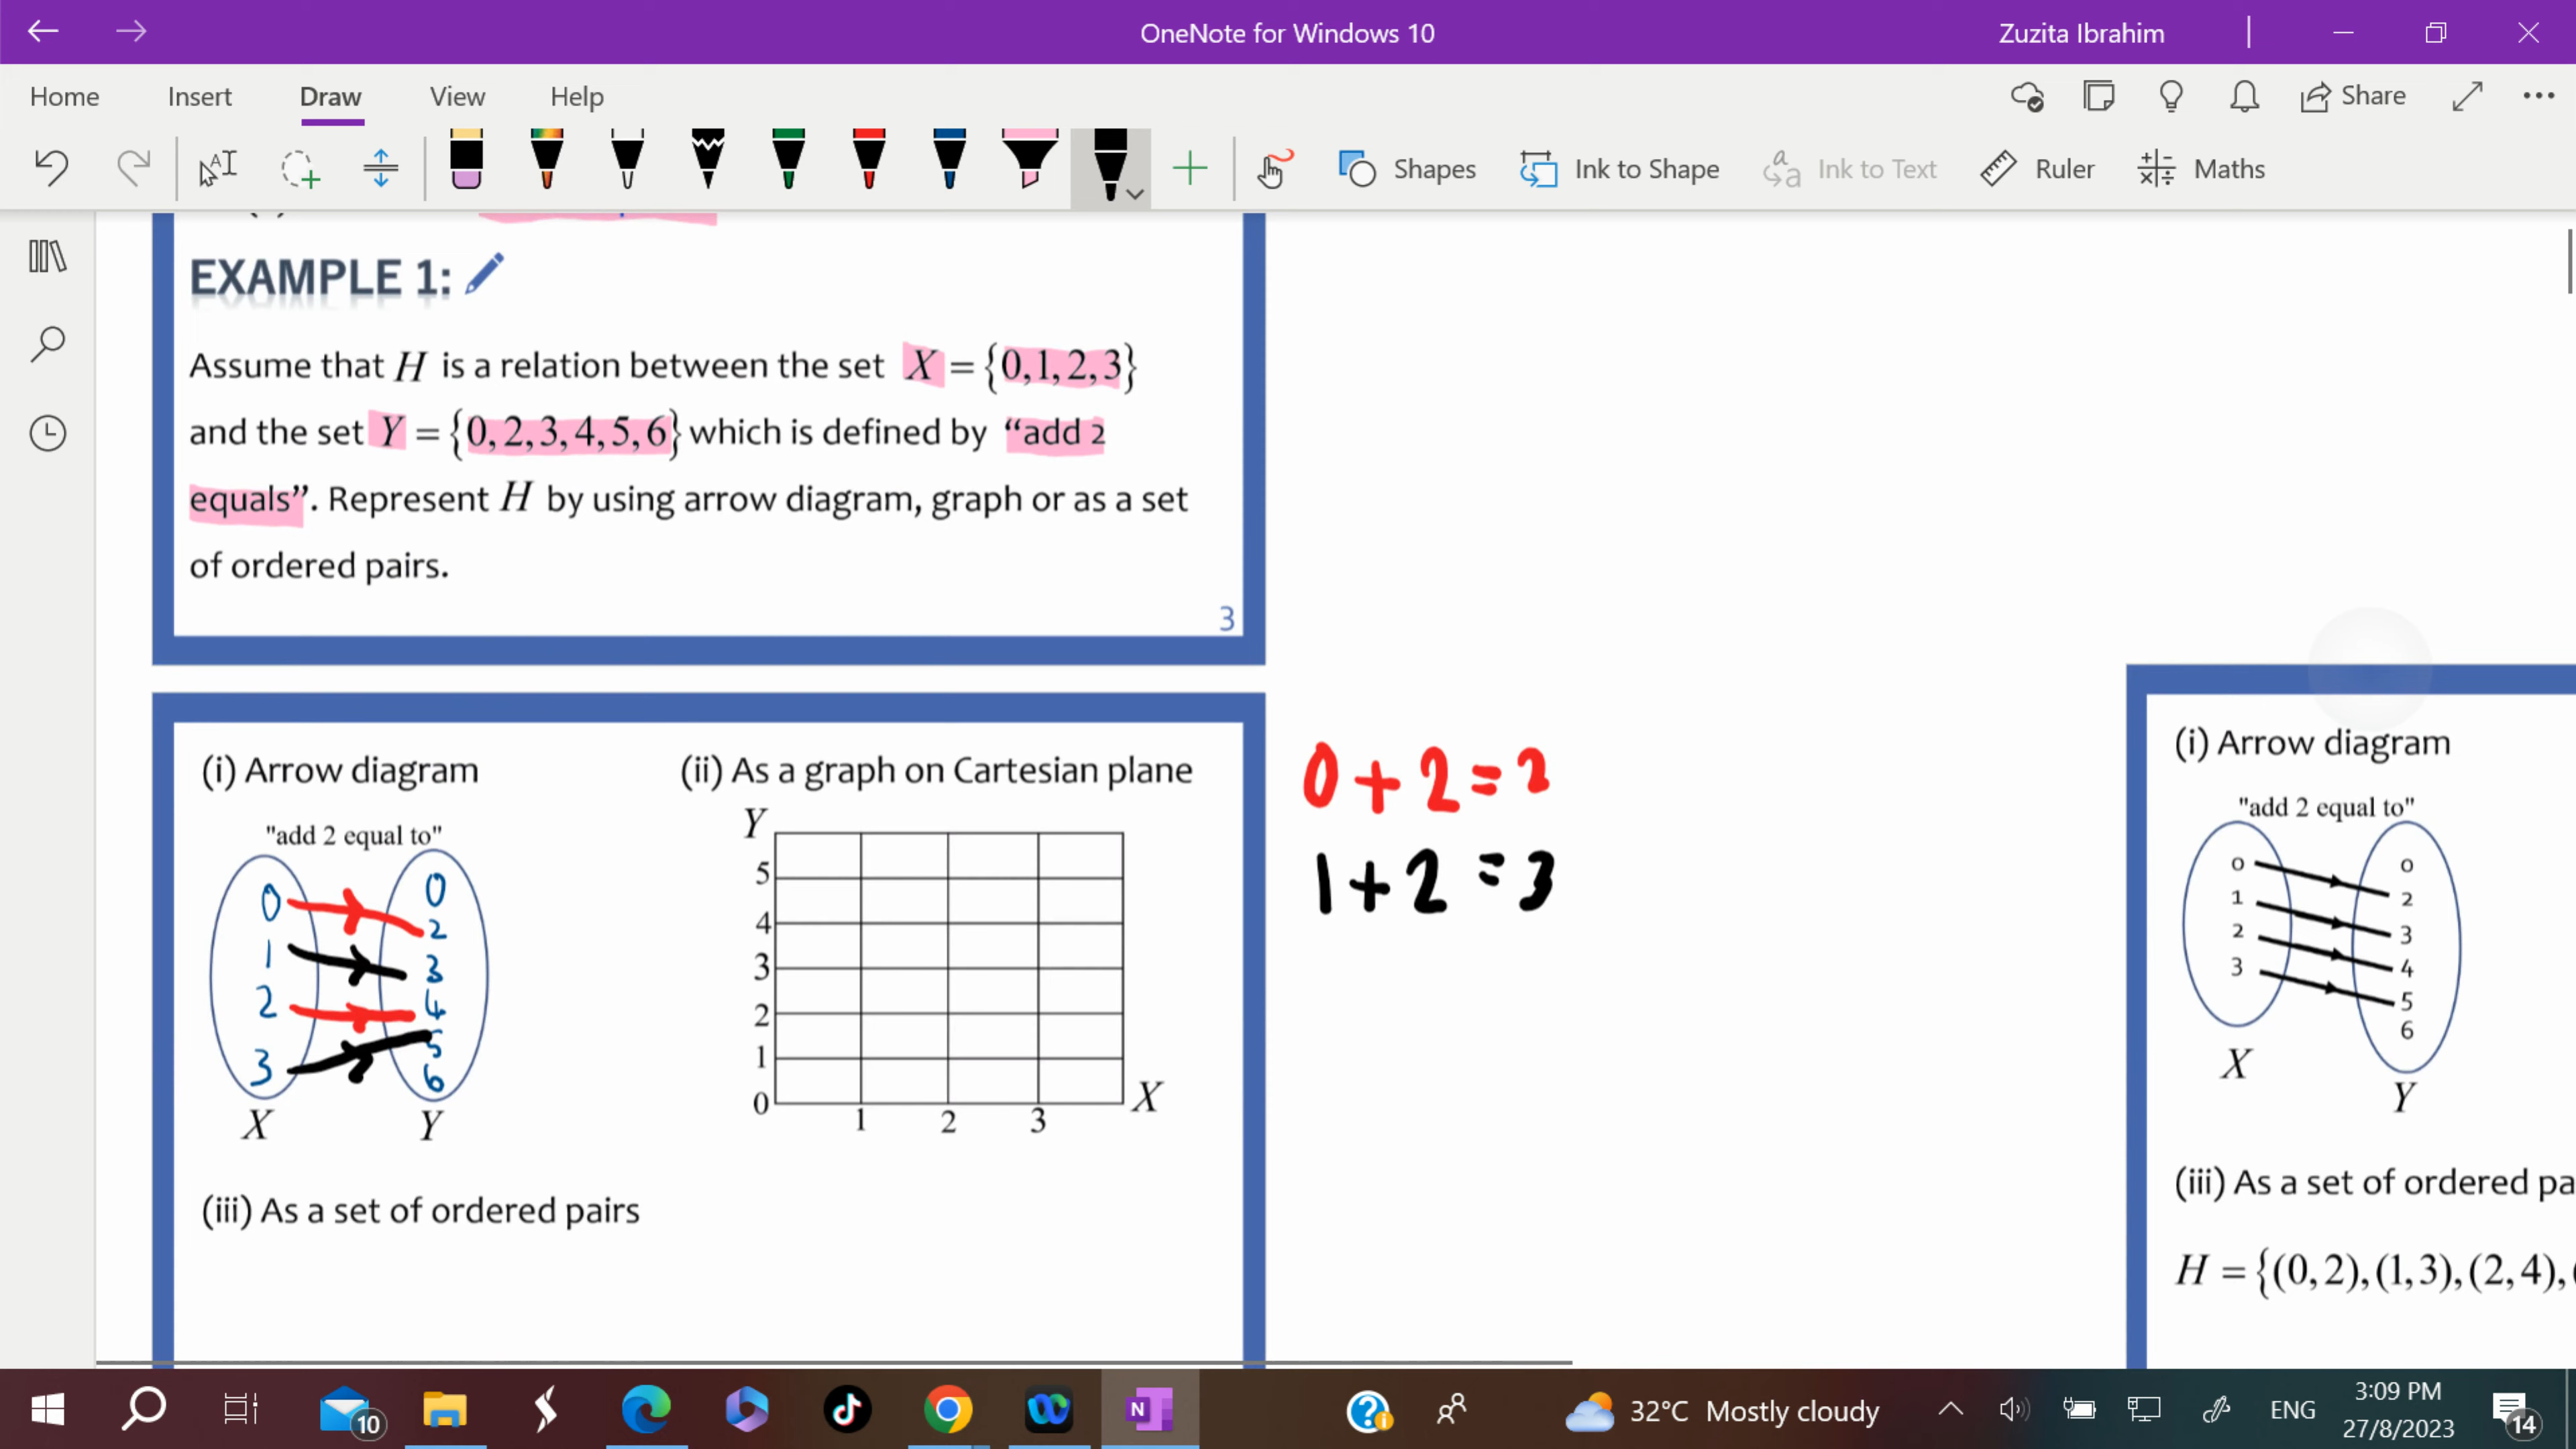 OneNote for Windows 10
Zuzita Ibrahim
Home Insert Draw View Help
Share
Shapes Ink to Shape Ink to Text Ruler Maths
EXAMPLE 1:
Assume that H is a relation between the set X = {0,1,2,3}
and the set Y = {0,2,3,4,5,6} which is defined by “add 2
equals”. Represent H by using arrow diagram, graph or as a set
of ordered pairs.
3
(i) Arrow diagram
"add 2 equal to"
0 0
1 2
2 3
3 4
5
6
X Y
(ii) As a graph on Cartesian plane
Y
5
4
3
2
1
0
X
1 2 3
(iii) As a set of ordered pairs
0 + 2 = 2
1 + 2 = 3
(i) Arrow diagram
"add 2 equal to"
0 0
1 2
2 3
3 4
5
6
X
Y
(iii) As a set of ordered pa
H = {(0,2),(1,3),(2,4),
10
N
32°C Mostly cloudy
ENG
3:09 PM
27/8/2023
14